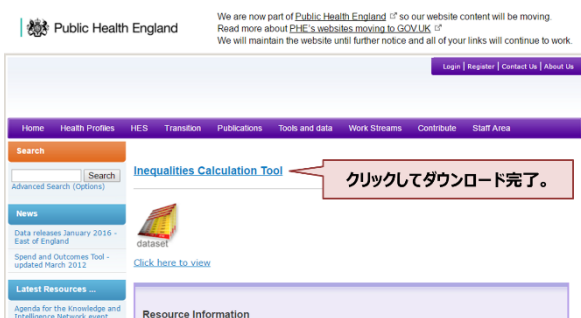 Public Health England
We are now part of Public Health England so our website content will be moving.
Read more about PHE's websites moving to GOV.UK
We will maintain the website until further notice and all of your links will continue to work.
Login | Register | Contact Us | About Us
Home Health Profiles HES Transition Publications Tools and data Work Streams Contribute Staff Area
Search
Search
Advanced Search (Options)
Inequalities Calculation Tool
クリックしてダウンロード完了。
News
Data releases January 2016 -
East of England
Spend and Outcomes Tool -
updated March 2012
dataset
Click here to view
Latest Resources ...
Agenda for the Knowledge and
Intelligence Network event
Resource Information